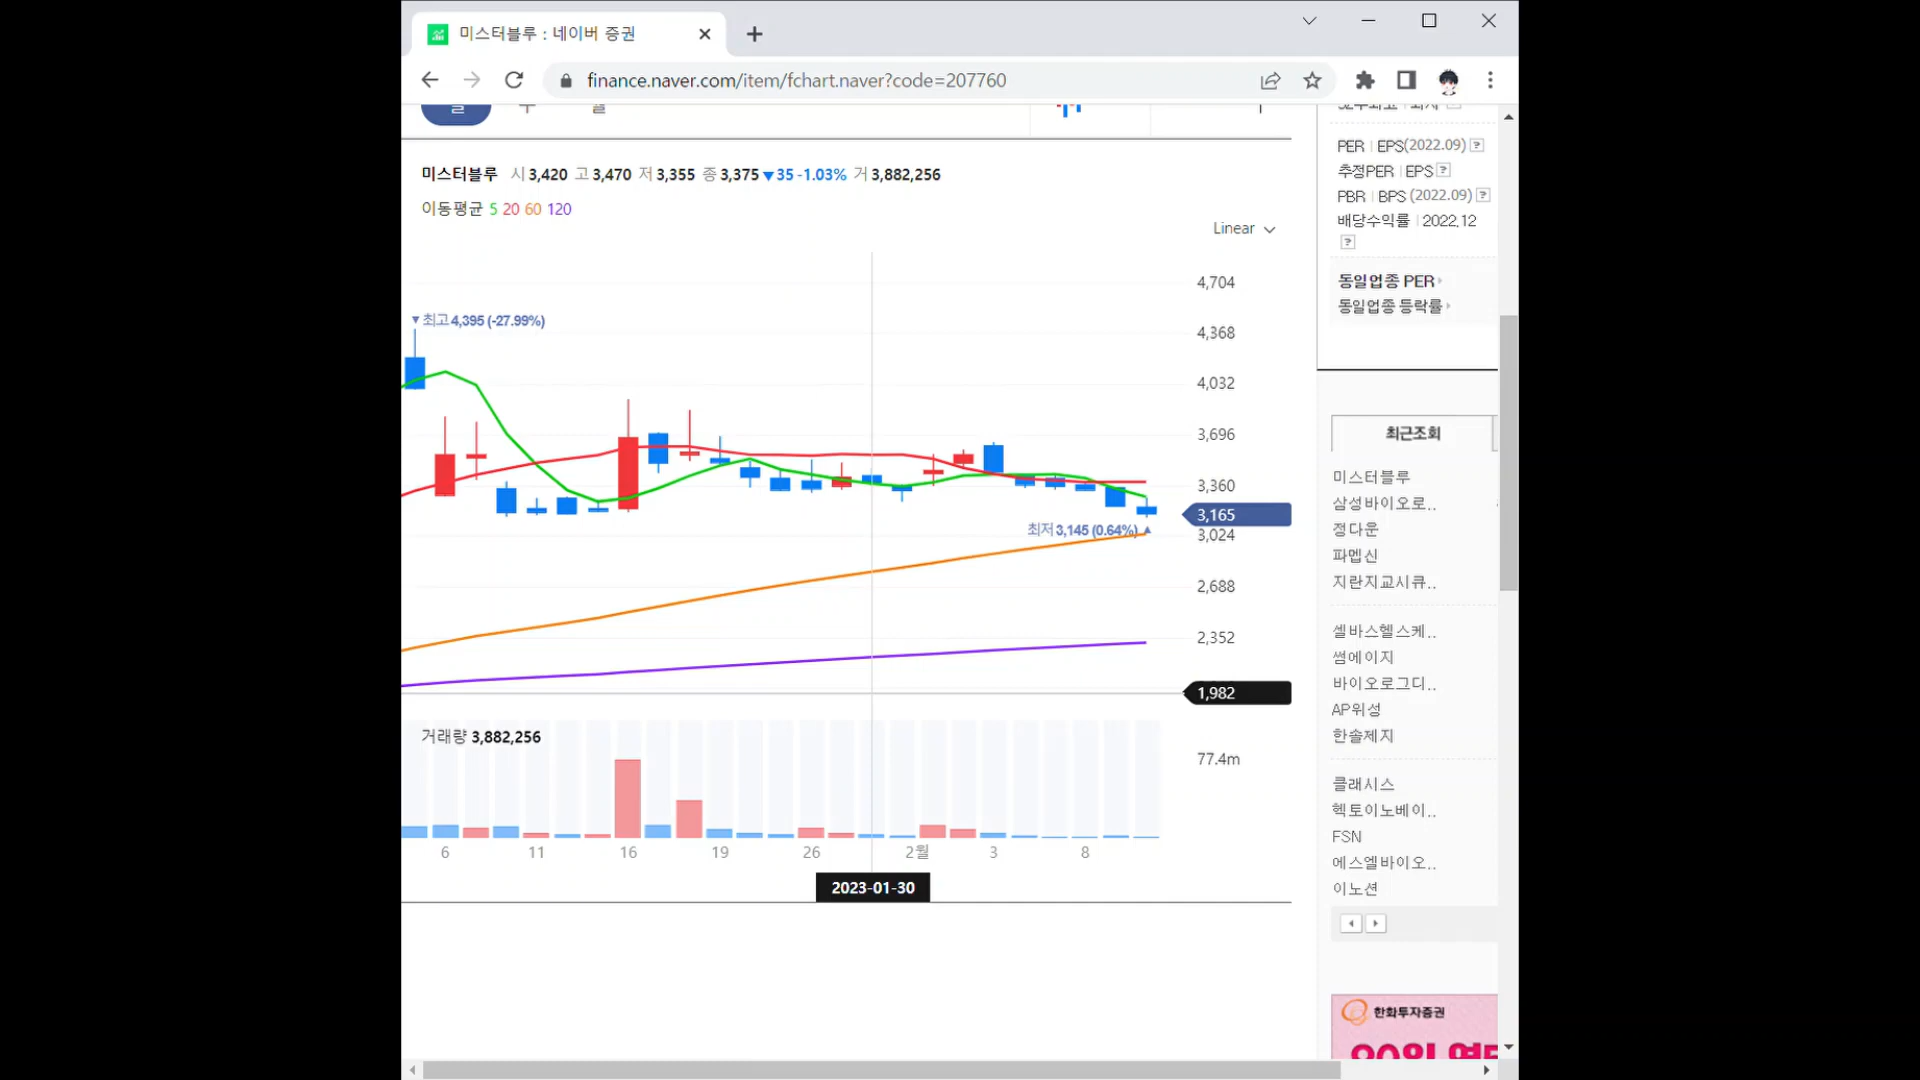 미스터블루 : 네이버 증권
finance.naver.com/item/fchart.naver?code=207760
일 주 월
미스터블루 시 3,420 고 3,470 저 3,355 종 3,375 ▼35 -1.03% 거 3,882,256
이동평균 5 20 60 120
Linear
4,704
▼최고 4,395 (-27.99%)
4,368
4,032
3,696
3,360
3,165
최저 3,145 (0.64%) ▲
3,024
2,688
2,352
1,982
거래량 3,882,256
77.4m
6 11 16 19 26 2월 3 8
2023-01-30
PER | EPS(2022.09) ?
추정PER | EPS ?
PBR | BPS (2022.09) ?
배당수익률 | 2022.12
?
동일업종 PER
동일업종 등락률
최근조회
미스터블루
삼성바이오로..
정다운
파멥신
지란지교시큐..
셀바스헬스케..
썸에이지
바이오로그디..
AP위성
한솔제지
클래시스
헥토이노베이..
FSN
에스엘바이오..
이노션
한화투자증권